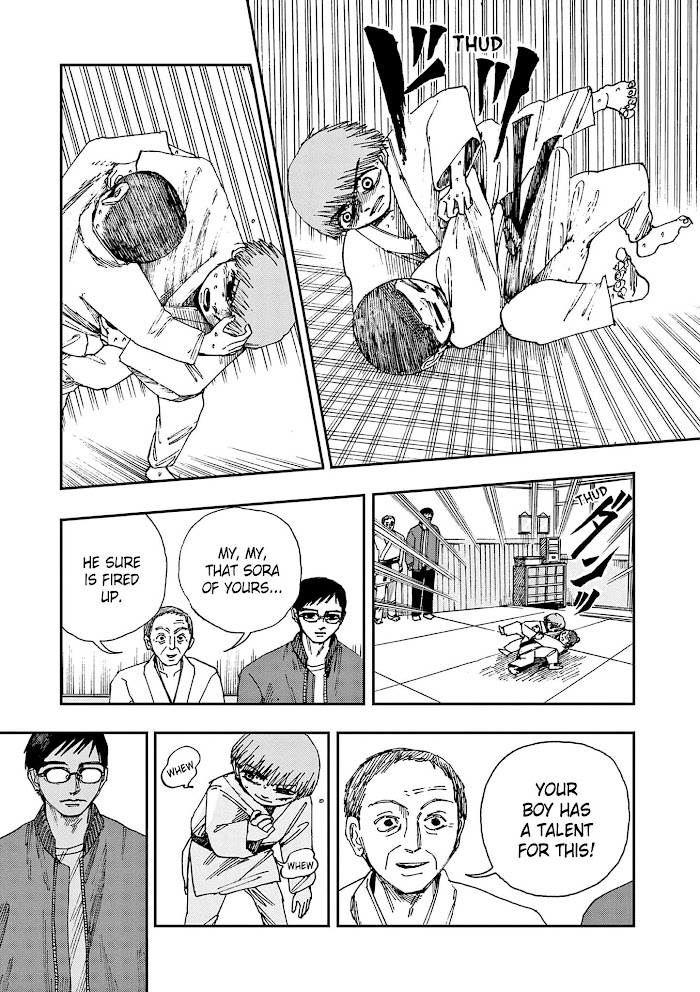 THUD
ドッ
THUD
ダンッ
MY, MY,
THAT SORA
OF YOURS...
HE SURE
IS FIRED
UP.
YOUR
BOY HAS
A TALENT
FOR THIS!
WHEW
WHEW